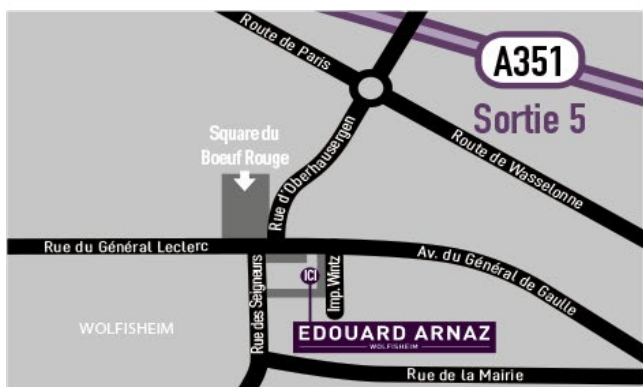 Route de Paris
A351
Sortie 5
Square du
Boeuf Rouge
Rue d'Oberhausergen
Route de Wasselonne
Rue du Général Leclerc
Av. du Général de Gaulle
Rue des Seigneurs
ICI
Imp. Wintz
WOLFISHEIM
EDOUARD ARNAZ
WOLFISHEIM
Rue de la Mairie